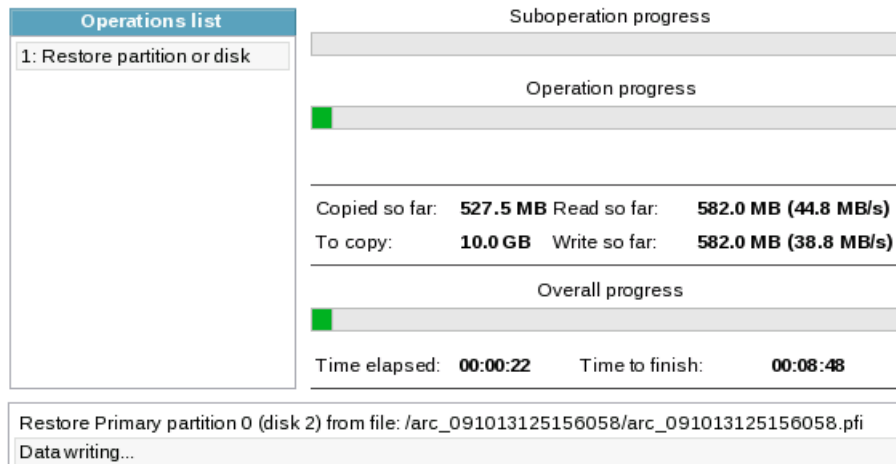 Operations list
1: Restore partition or disk
Suboperation progress
Operation progress
Copied so far: 527.5 MB Read so far: 582.0 MB (44.8 MB/s)
To copy: 10.0 GB Write so far: 582.0 MB (38.8 MB/s)
Overall progress
Time elapsed: 00:00:22 Time to finish: 00:08:48
Restore Primary partition 0 (disk 2) from file: /arc_091013125156058/arc_091013125156058.pfi
Data writing...